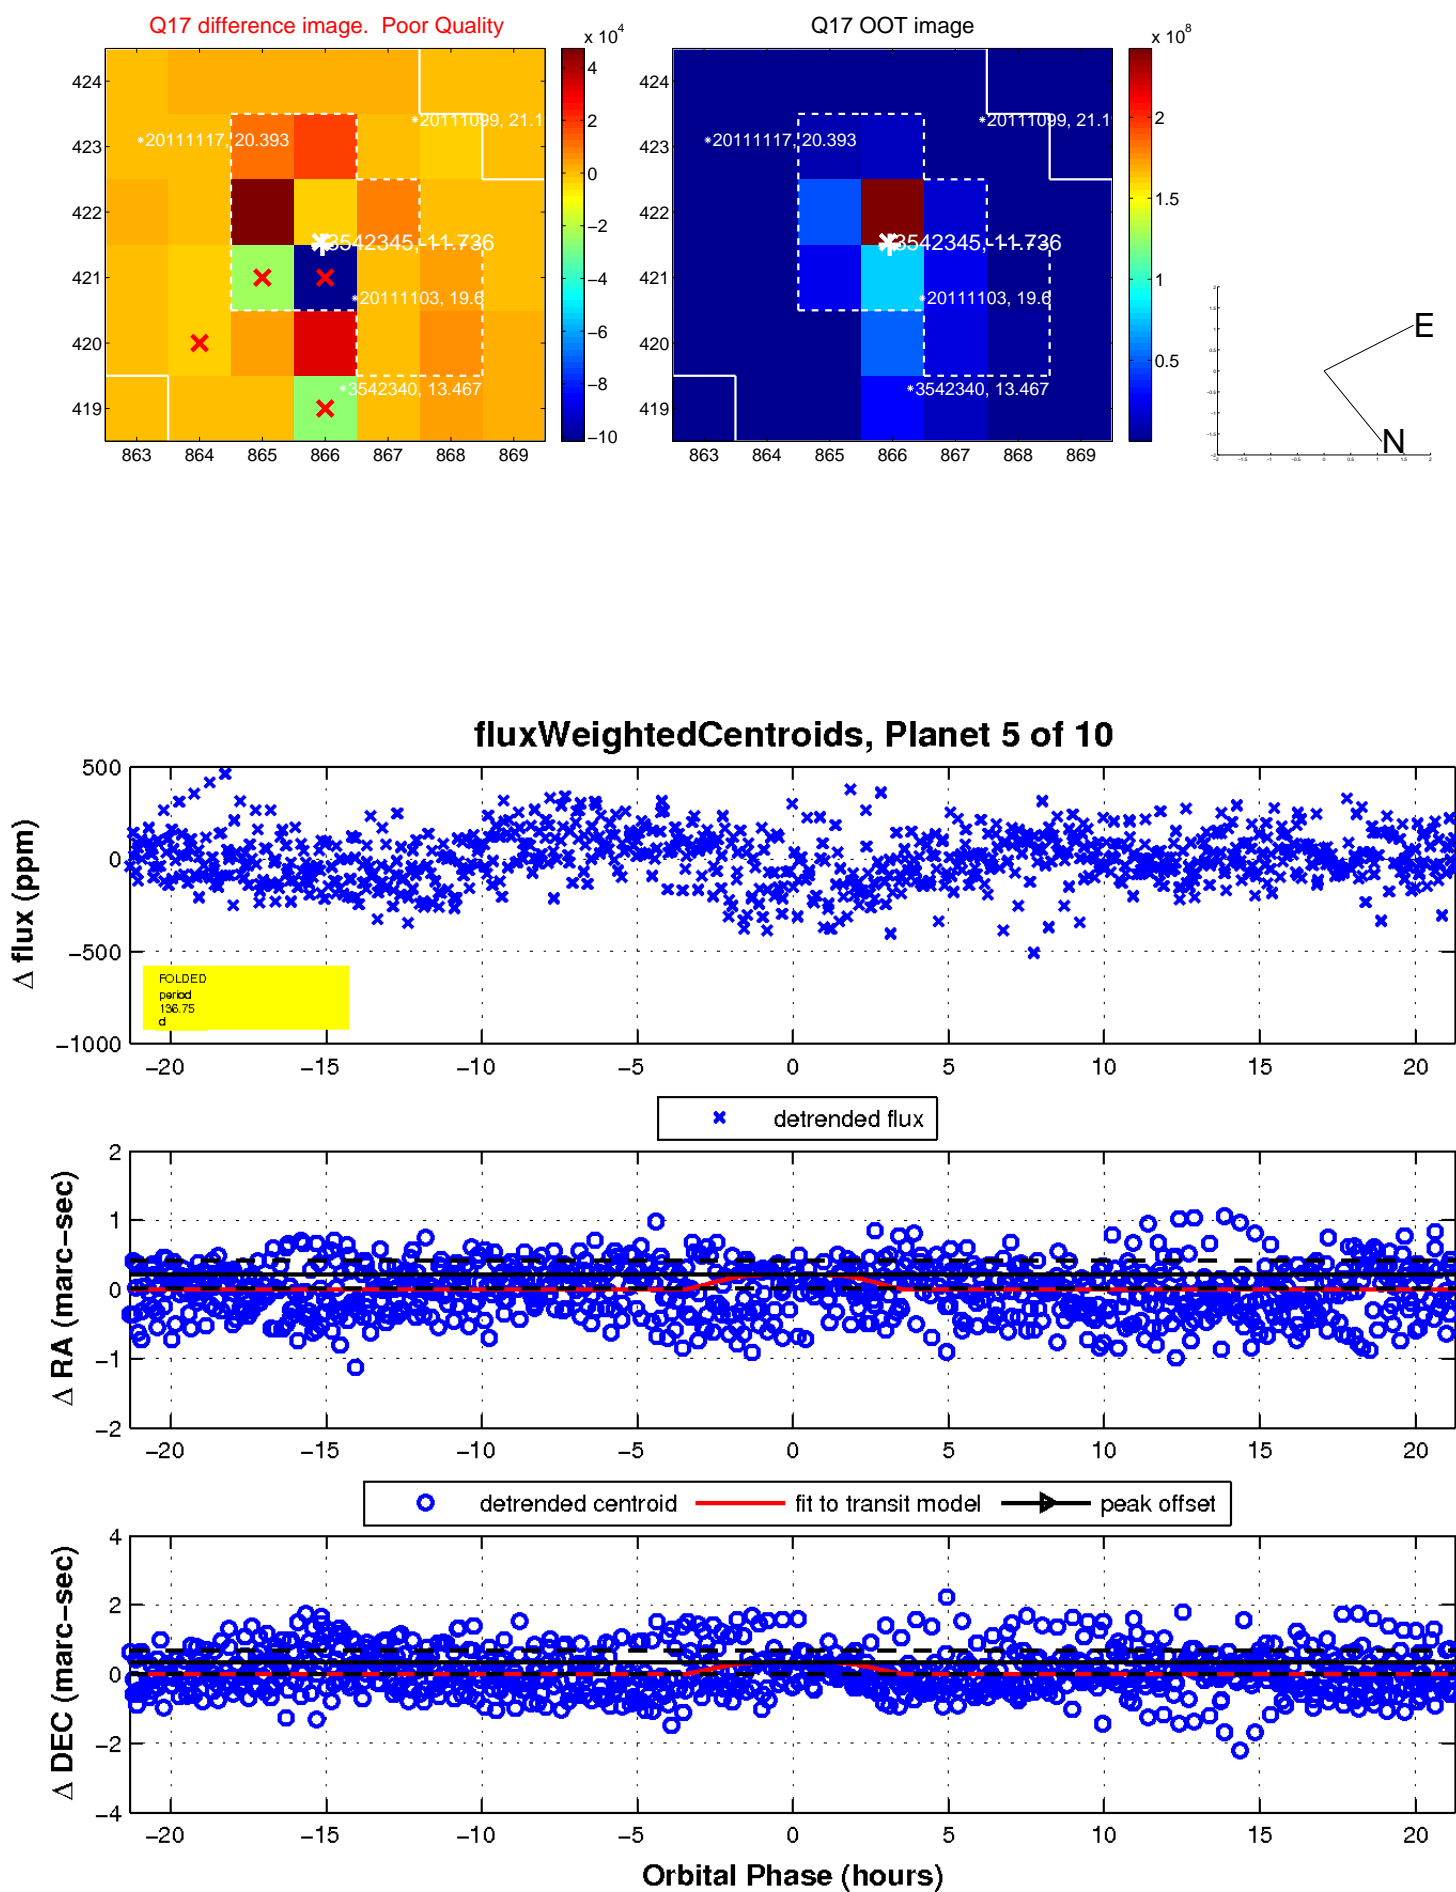 Q17 difference image.  Poor Quality
Q17 OOT image
x 10^4
x 10^8
424
423
422
421
420
419
863 864 865 866 867 868 869
4
2
0
−2
−4
−6
−8
−10
20111117, 20.393
20111099, 21.1
3542345, 11.736
20111103, 19.6
3542340, 13.467
424
423
422
421
420
419
863 864 865 866 867 868 869
2
1.5
1
0.5
20111117, 20.393
20111099, 21.1
3542345, 11.736
20111103, 19.6
3542340, 13.467
E
N
fluxWeightedCentroids, Planet 5 of 10
Δ flux (ppm)
500
0
−500
−1000
FOLDED
period
136.75
d
−20 −15 −10 −5 0 5 10 15 20
detrended flux
Δ RA (marc−sec)
2
1
0
−1
−2
−20 −15 −10 −5 0 5 10 15 20
detrended centroid fit to transit model peak offset
Δ DEC (marc−sec)
4
2
0
−2
−4
−20 −15 −10 −5 0 5 10 15 20
Orbital Phase (hours)